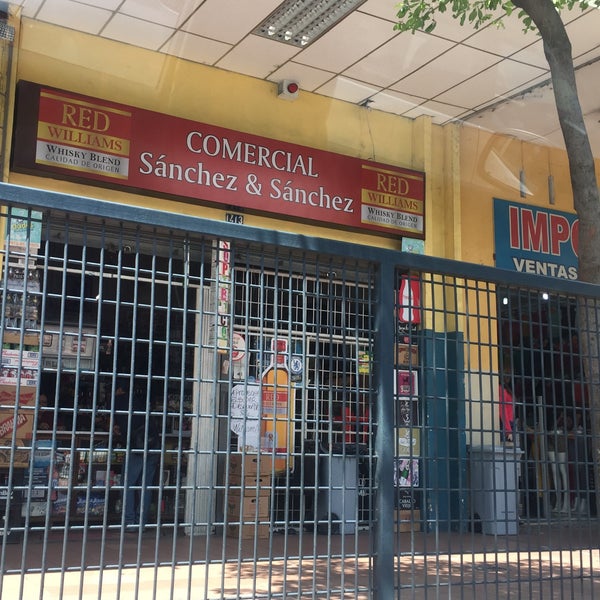 RED
WILLIAMS
WHISKY BLEND
CALIDAD DE ORIGEN
COMERCIAL
Sánchez & Sánchez
RED
WILLIAMS
WHISKY BLEND
CALIDAD DE ORIGEN
1213
IMPO
VENTAS